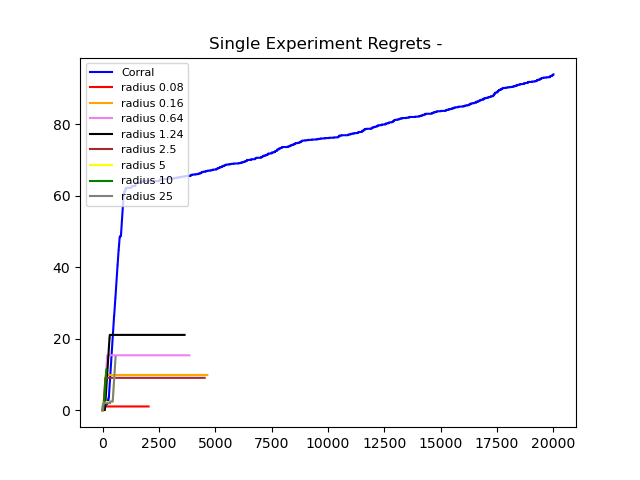 Single Experiment Regrets -
Corral
radius 0.08
radius 0.16
radius 0.64
radius 1.24
radius 2.5
radius 5
radius 10
radius 25
80
60
40
20
0
0 2500 5000 7500 10000 12500 15000 17500 20000